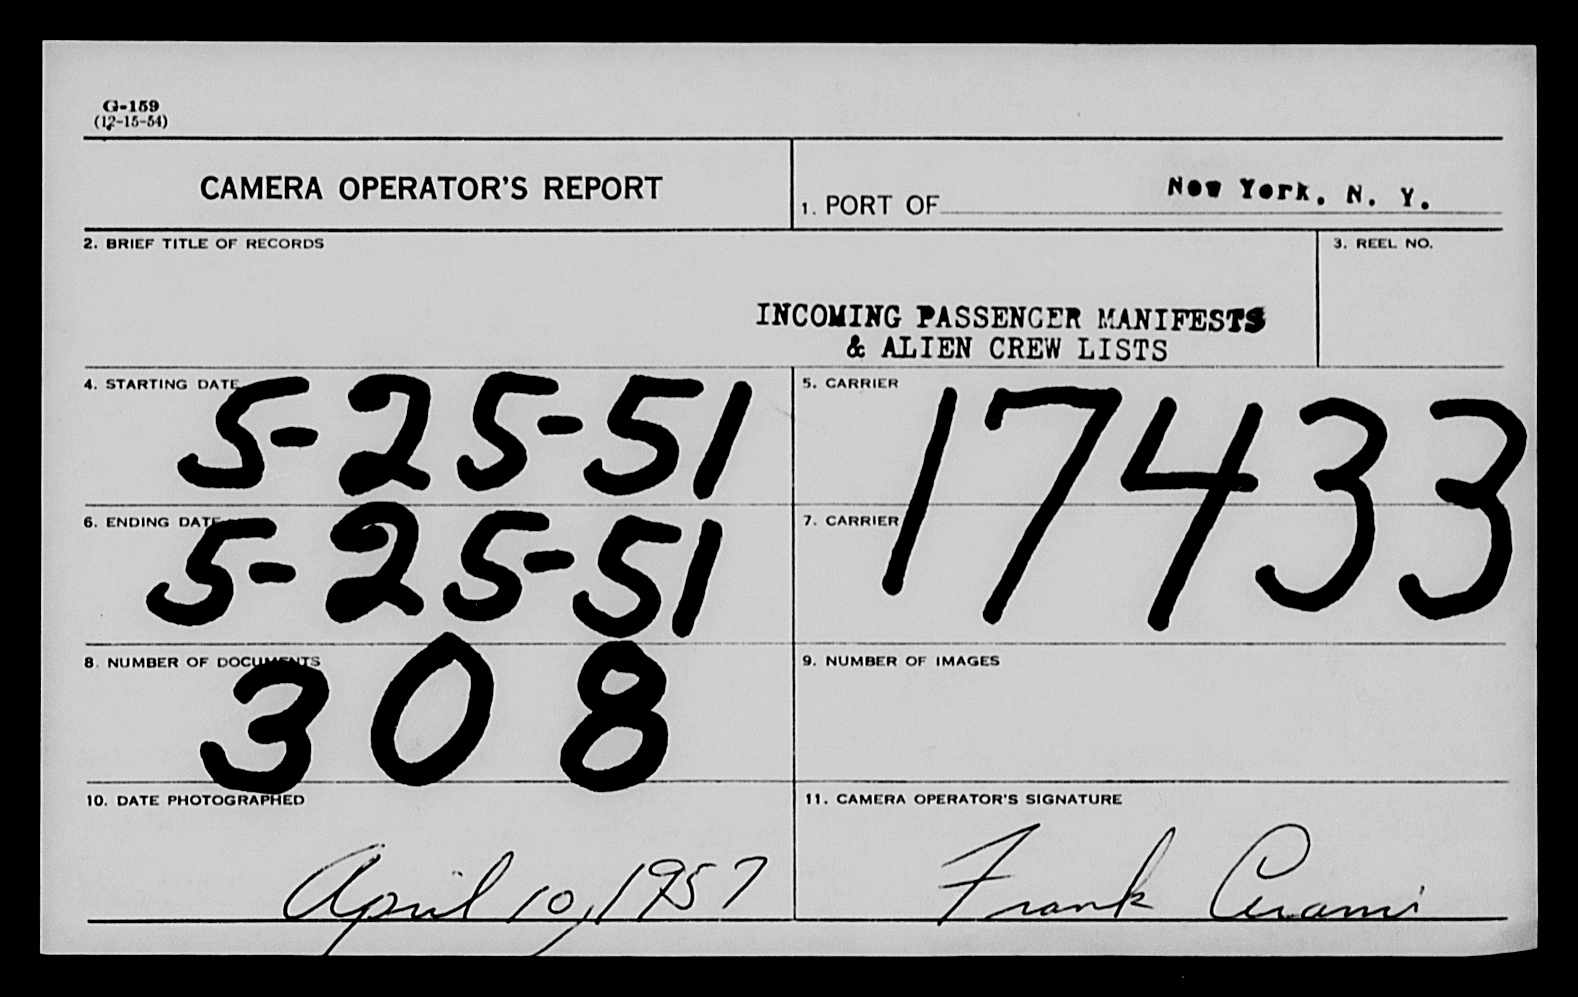 G-159
(12-15-54)
CAMERA OPERATOR'S REPORT
1. PORT OF New York, N. Y.
2. BRIEF TITLE OF RECORDS
3. REEL NO.
INCOMING PASSENGER MANIFESTS
& ALIEN CREW LISTS
4. STARTING DATE
5-25-51
5. CARRIER
17433
6. ENDING DATE
5-25-51
7. CARRIER
8. NUMBER OF DOCUMENTS
308
9. NUMBER OF IMAGES
10. DATE PHOTOGRAPHED
April 10, 1957
11. CAMERA OPERATOR'S SIGNATURE
Frank Cerami